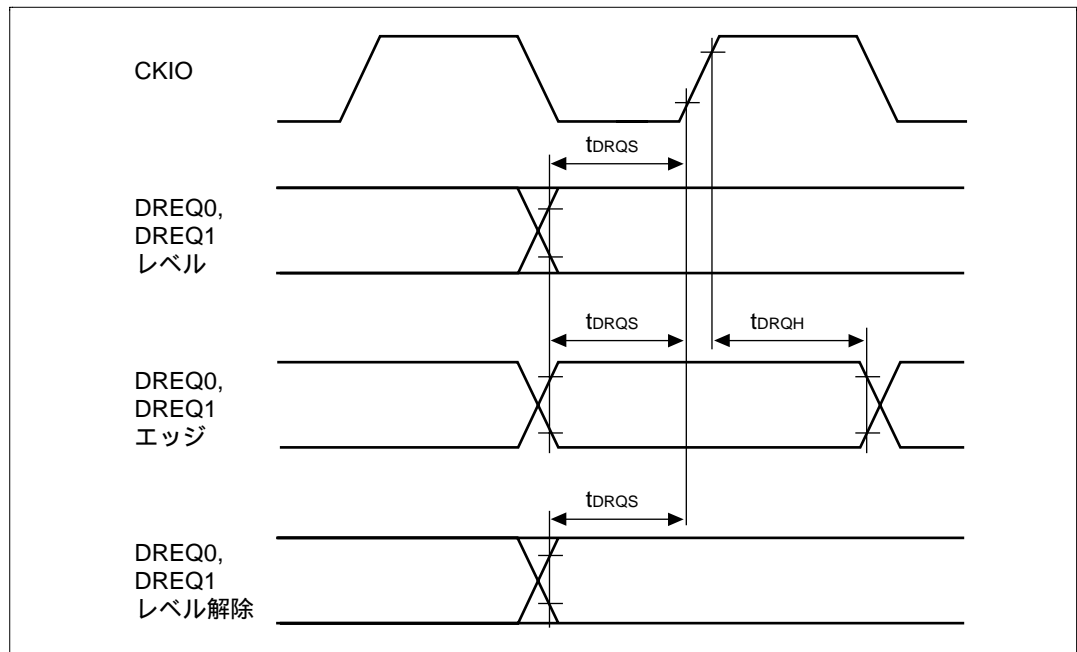 CKIO
tDRQS
DREQ0,
DREQ1
レベル
tDRQS
tDRQH
DREQ0,
DREQ1
エッジ
tDRQS
DREQ0,
DREQ1
レベル解除